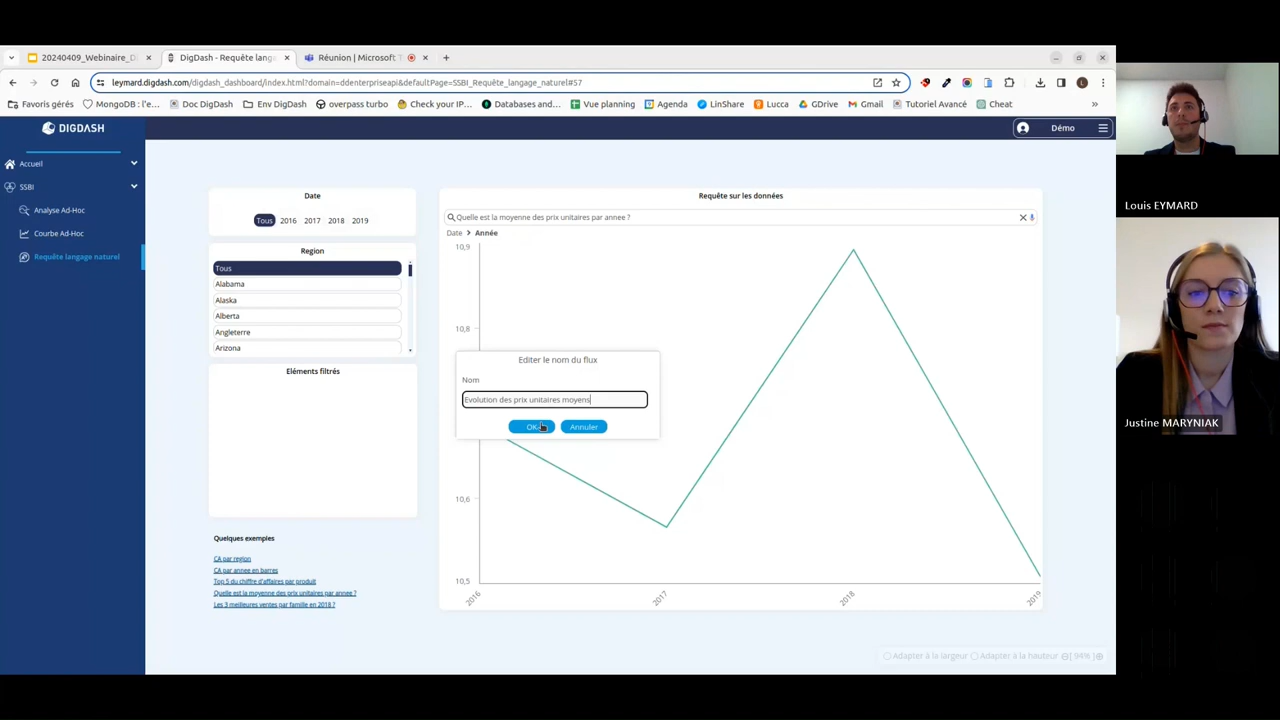 20240409_Webinaire_D
DigDash - Requête langa
Réunion | Microsoft T
leymard.digdash.com/digdash_dashboard/index.html?domain=ddenterpriseapi&defaultPage=SSBI_Requête_langage_naturel#57
Favoris gérés
MongoDB : l'e...
Doc DigDash
Env DigDash
overpass turbo
Check your IP...
Databases and...
Vue planning
Agenda
LinShare
Lucca
GDrive
Gmail
Tutoriel Avancé
Cheat
DIGDASH
Démo
Accueil
SSBI
Analyse Ad-Hoc
Courbe Ad-Hoc
Requête langage naturel
Date
Tous 2016 2017 2018 2019
Region
Tous
Alabama
Alaska
Alberta
Angleterre
Arizona
Eléments filtrés
Quelques exemples
CA par region
CA par annee en barres
Top 5 du chiffre d'affaires par produit
Quelle est la moyenne des prix unitaires par annee ?
Les 3 meilleures ventes par famille en 2018 ?
Requête sur les données
Quelle est la moyenne des prix unitaires par annee ?
Date > Année
10,9
10,8
10,6
10,5
2016
2017
2018
2019
Editer le nom du flux
Nom
Evolution des prix unitaires moyens
OK
Annuler
Adapter à la largeur Adapter à la hauteur [ 94% ]
Louis EYMARD
Justine MARYNIAK